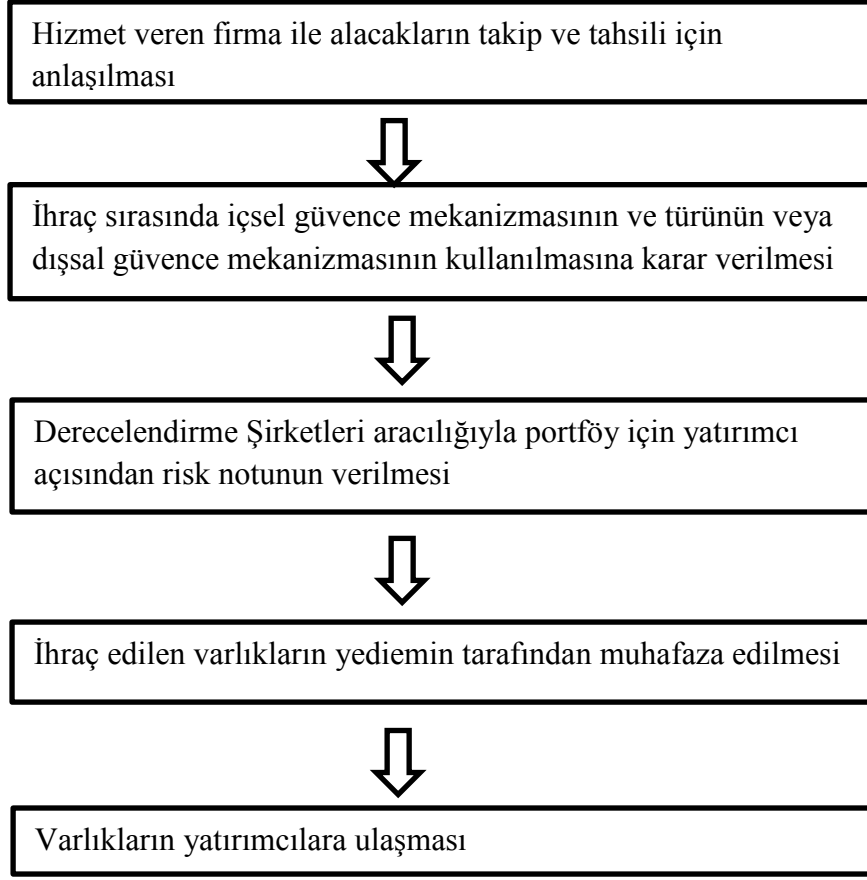 Hizmet veren firma ile alacakların takip ve tahsili için
anlaşılması
İhraç sırasında içsel güvence mekanizmasının ve türünün veya
dışsal güvence mekanizmasının kullanılmasına karar verilmesi
Derecelendirme Şirketleri aracılığıyla portföy için yatırımcı
açısından risk notunun verilmesi
İhraç edilen varlıkların yediemin tarafından muhafaza edilmesi
Varlıkların yatırımcılara ulaşması